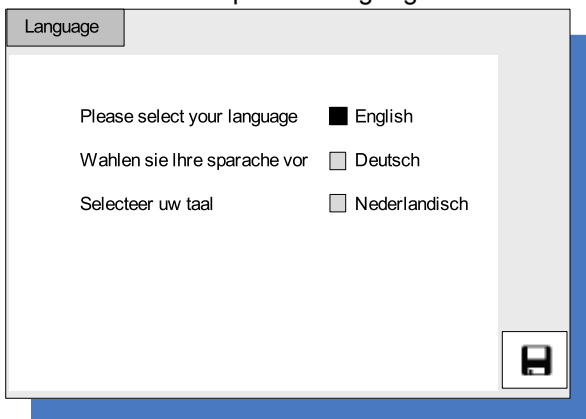 Language
Please select your language English
Wahlen sie Ihre sparache vor Deutsch
Selecteer uw taal Nederlandisch